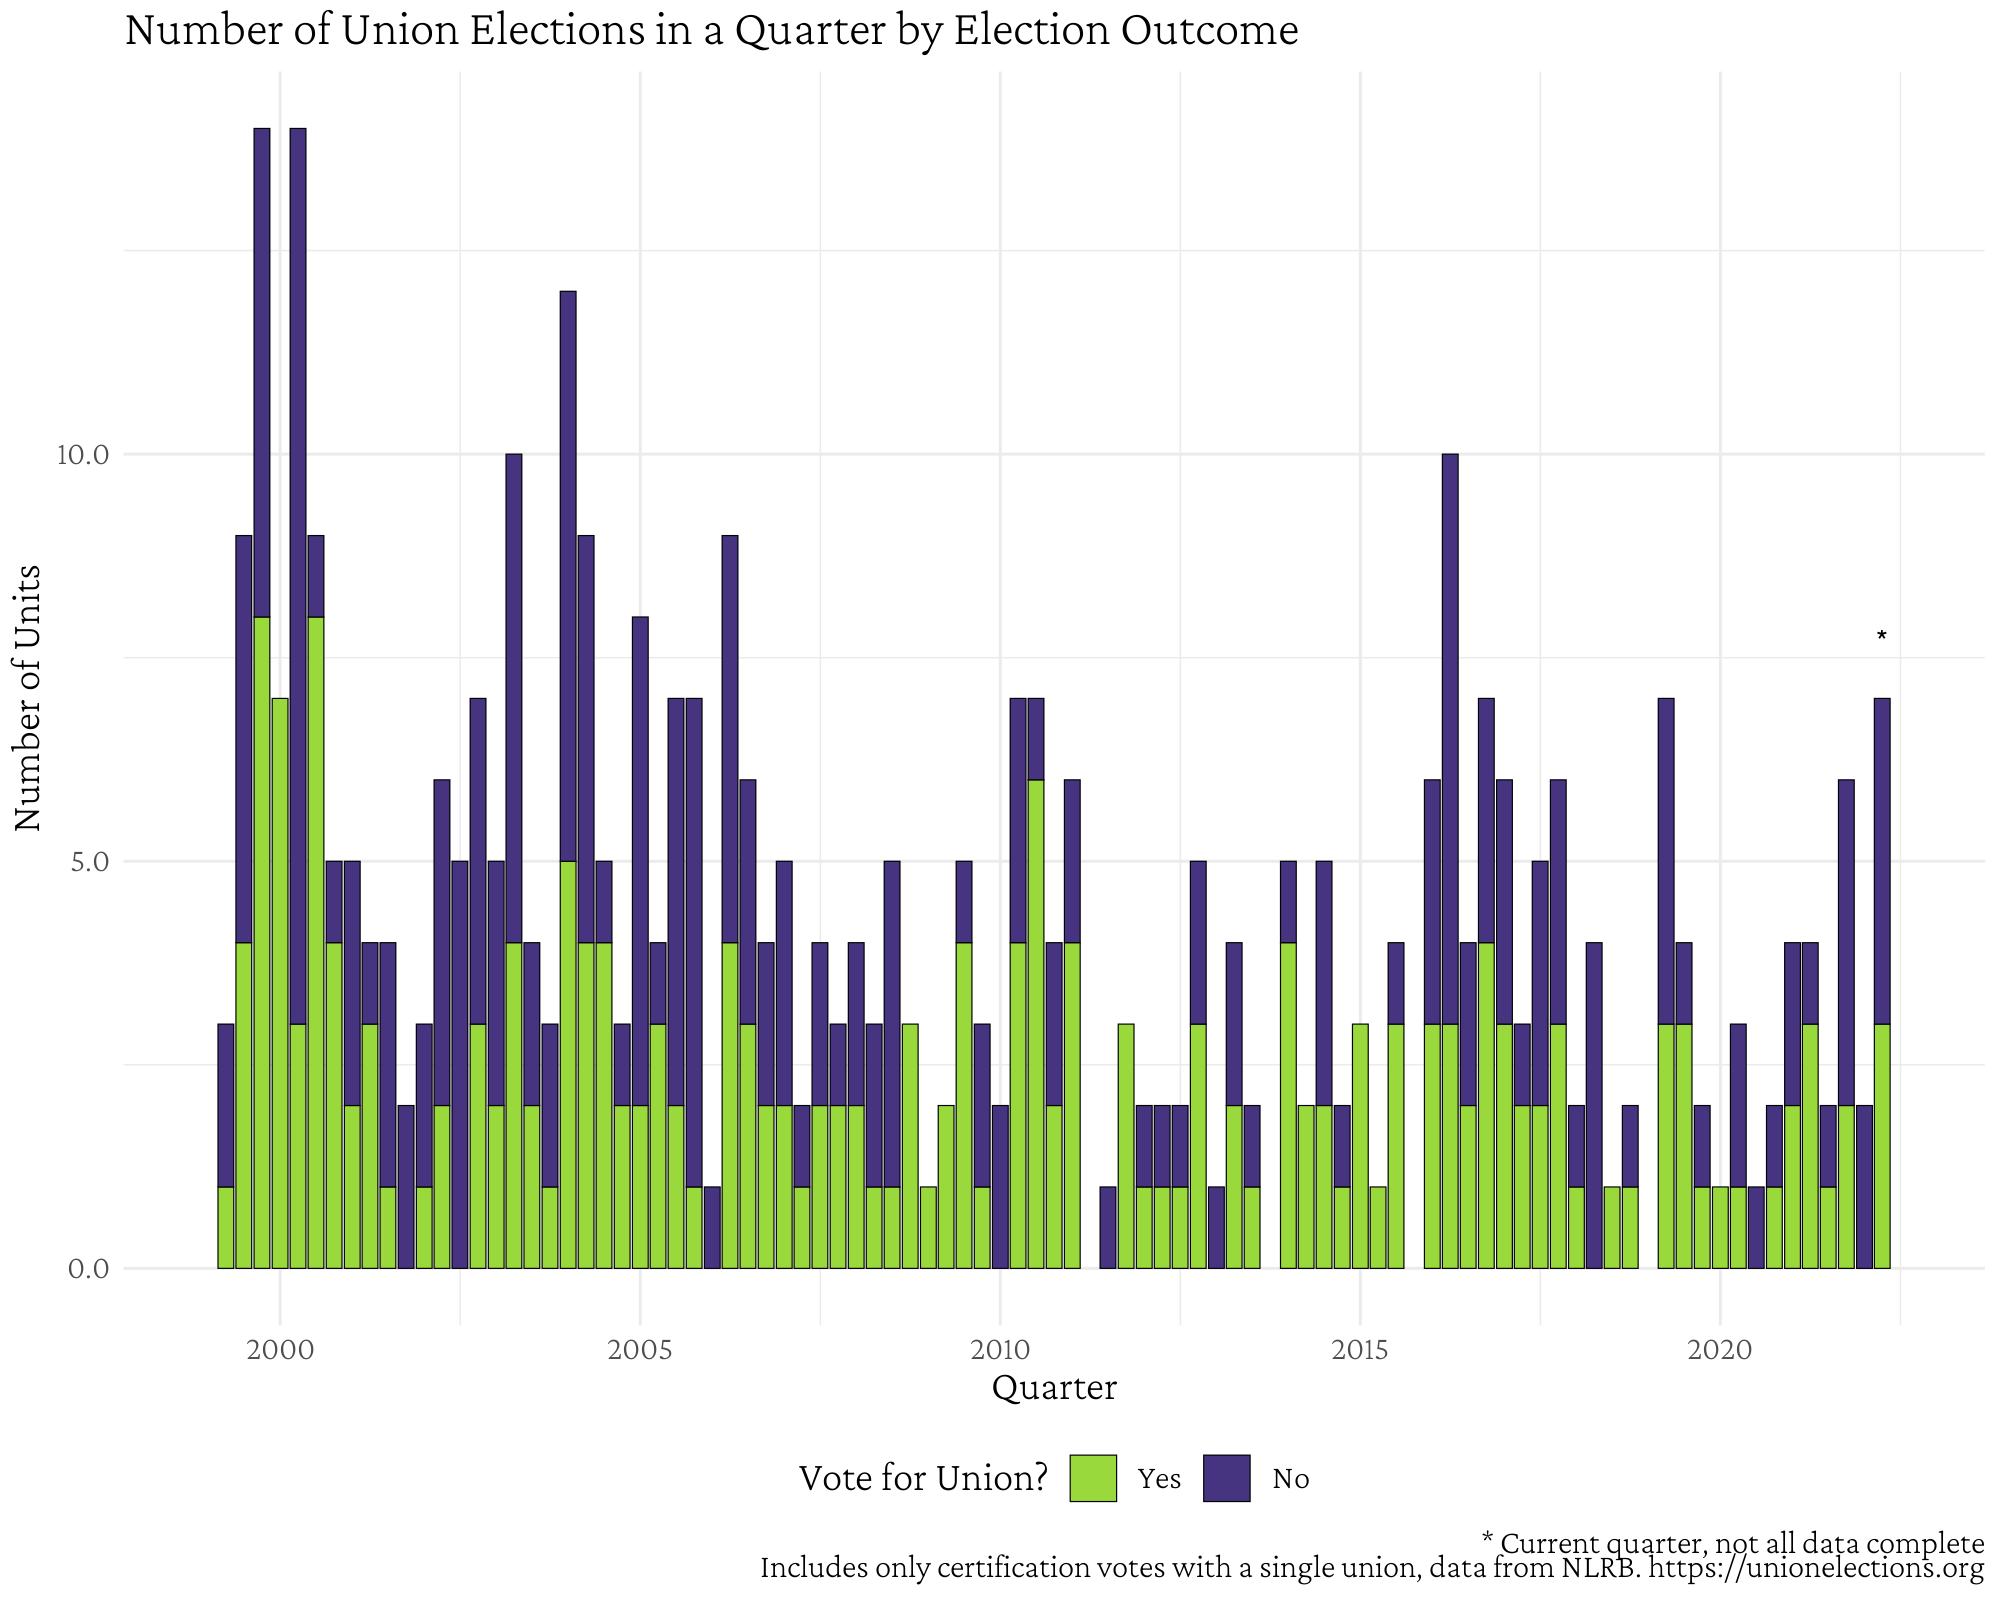 Number of Union Elections in a Quarter by Election Outcome
Number of Units
10.0
5.0
0.0
*
2000 2005 2010 2015 2020
Quarter
Vote for Union? Yes No
* Current quarter, not all data complete
Includes only certification votes with a single union, data from NLRB. https://unionelections.org